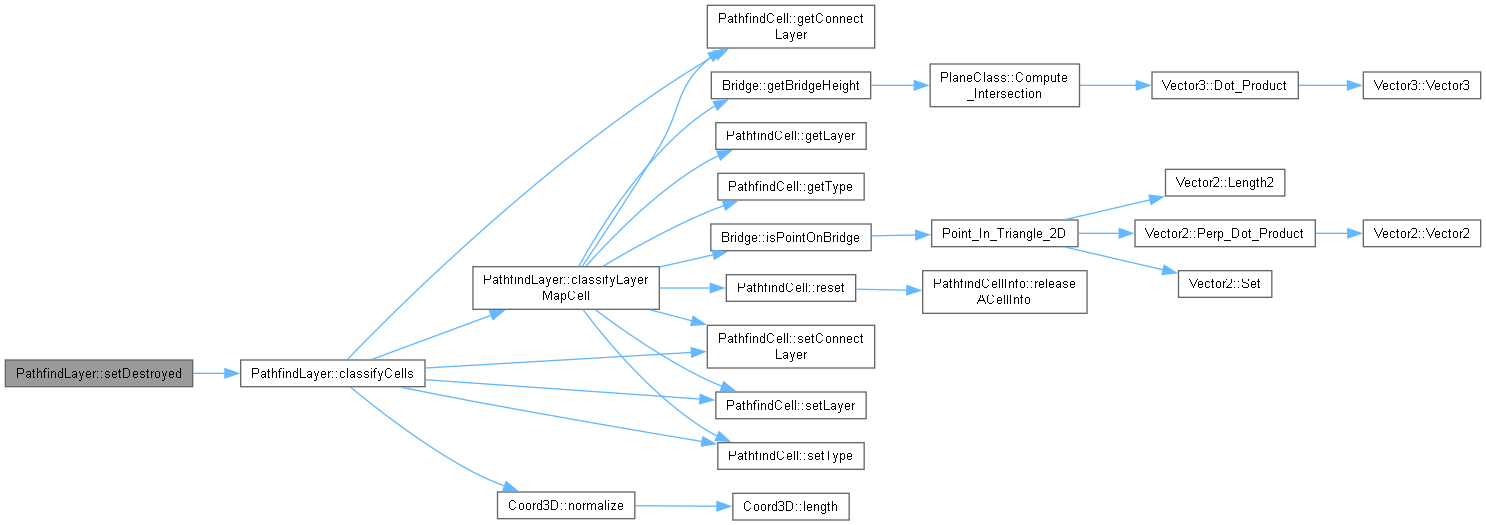 PathfindCell::getConnect
Layer
Bridge::getBridgeHeight
PlaneClass::Compute
_Intersection
Vector3::Dot_Product
Vector3::Vector3
PathfindCell::getLayer
PathfindCell::getType
Vector2::Length2
Bridge::isPointOnBridge
Point_In_Triangle_2D
Vector2::Perp_Dot_Product
Vector2::Vector2
PathfindLayer::classifyLayer
MapCell
PathfindCell::reset
PathfindCellInfo::release
ACellInfo
Vector2::Set
PathfindCell::setConnect
Layer
PathfindLayer::setDestroyed
PathfindLayer::classifyCells
PathfindCell::setLayer
PathfindCell::setType
Coord3D::normalize
Coord3D::length